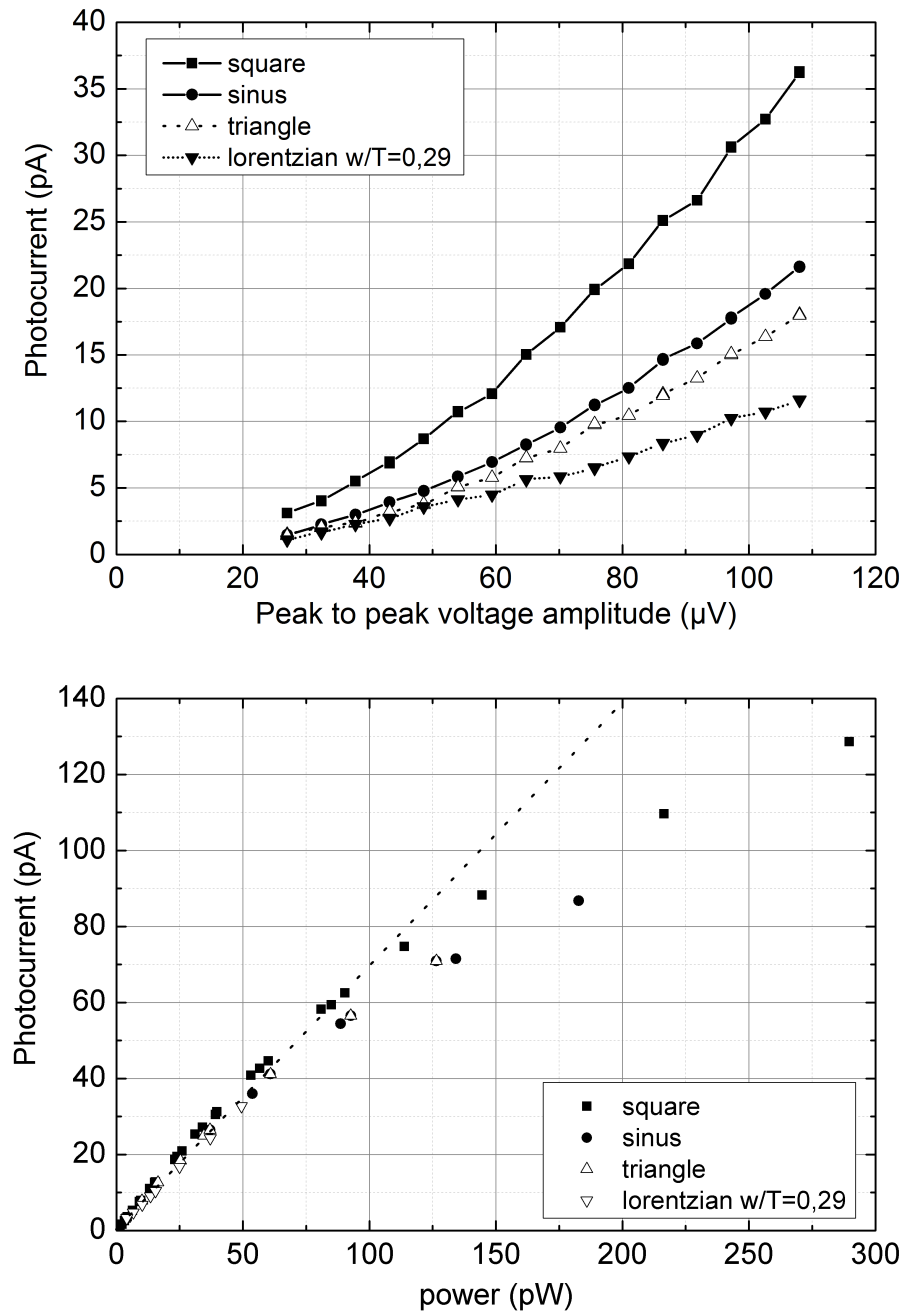 40
35
30
25
20
15
10
5
0
Photocurrent (pA)
square
sinus
triangle
lorentzian w/T=0,29
0 20 40 60 80 100 120
Peak to peak voltage amplitude (µV)
140
120
100
80
60
40
20
0
Photocurrent (pA)
square
sinus
triangle
lorentzian w/T=0,29
0 50 100 150 200 250 300
power (pW)